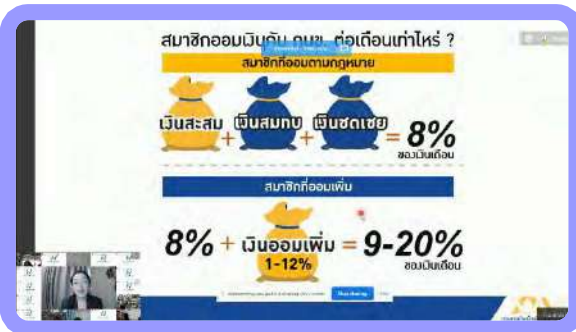 สมาชิกออมเงินกับ กบข. ต่อเดือนเท่าไหร่ ?
สมาชิกที่ออมตามกฎหมาย
เงินสะสม + เงินสมทบ + เงินชดเชย = 8%
ของเงินเดือน
สมาชิกที่ออมเพิ่ม
8% + เงินออมเพิ่ม = 9-20%
1-12%
ของเงินเดือน
Stop sharing